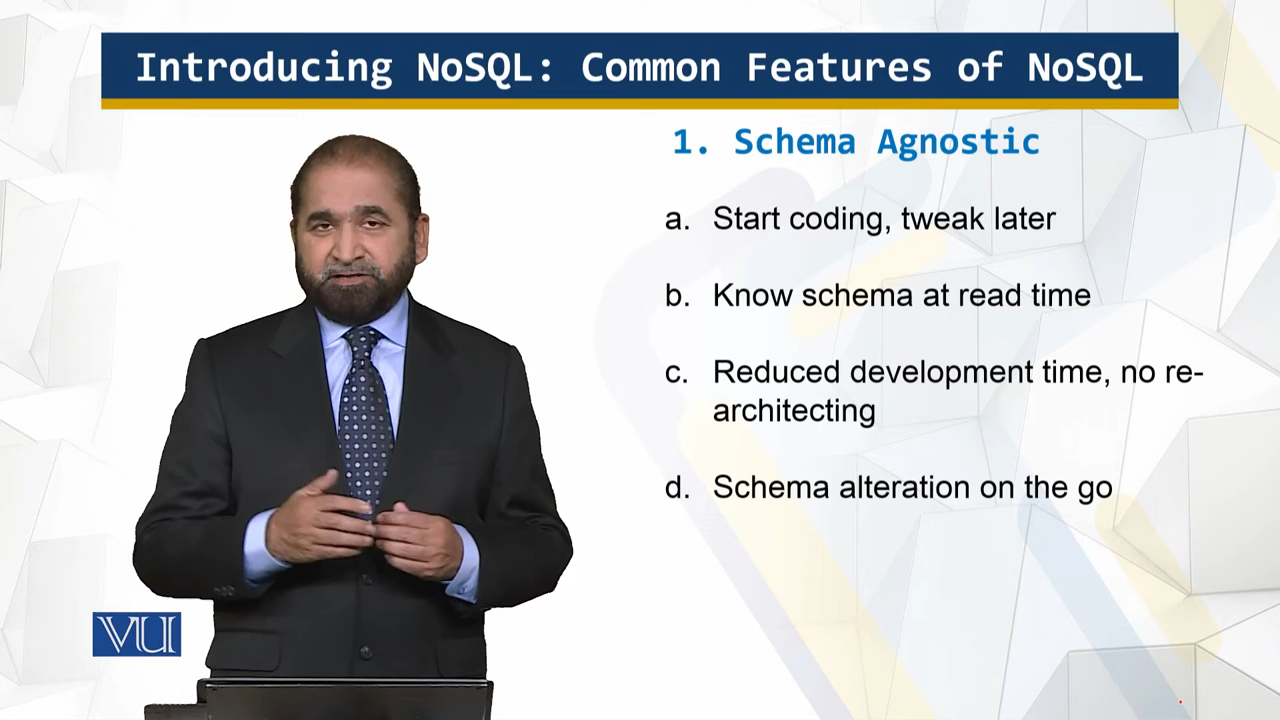 Introducing NoSQL: Common Features of NoSQL
1. Schema Agnostic
a. Start coding, tweak later
b. Know schema at read time
c. Reduced development time, no re-
architecting
d. Schema alteration on the go
VU